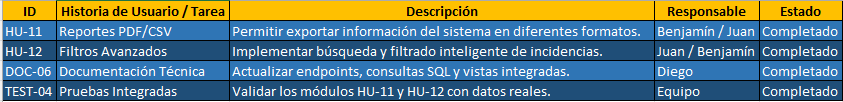 ID Historia de Usuario / Tarea Descripción Responsable Estado
HU-11 Reportes PDF/CSV Permitir exportar información del sistema en diferentes formatos. Benjamín / Juan Completado
HU-12 Filtros Avanzados Implementar búsqueda y filtrado inteligente de incidencias. Juan / Benjamín Completado
DOC-06 Documentación Técnica Actualizar endpoints, consultas SQL y vistas integradas. Diego Completado
TEST-04 Pruebas Integradas Validar los módulos HU-11 y HU-12 con datos reales. Equipo Completado